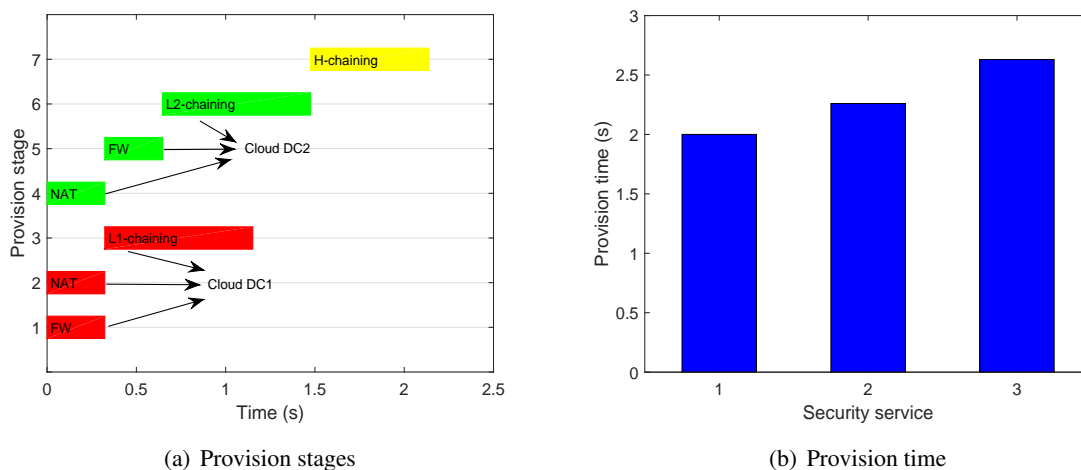 7
6
5
4
3
2
1
0
0.5
1
1.5
2
2.5
Provision stage
Time (s)
H-chaining
L2-chaining
FW
Cloud DC2
NAT
L1-chaining
NAT
Cloud DC1
FW
(a) Provision stages
3
2.5
2
1.5
1
0.5
0
1
2
3
Provision time (s)
Security service
(b) Provision time